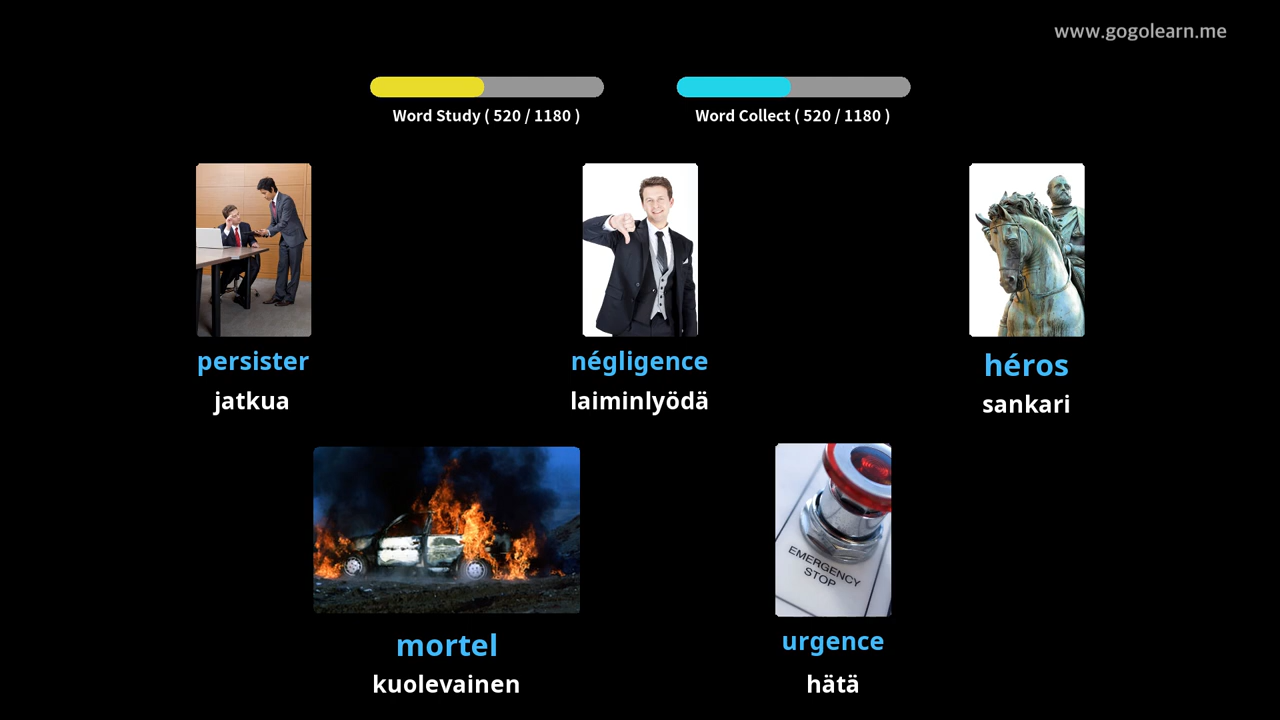 www.gogolearn.me
Word Study ( 520 / 1180 )
Word Collect ( 520 / 1180 )
persister
jatkua
négligence
laiminlyödä
héros
sankari
EMERGENCY
STOP
mortel
kuolevainen
urgence
hätä